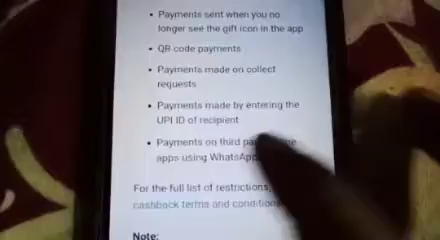 Payments sent when you no
longer see the gift icon in the app
QR code payments
Payments made on collect
requests
Payments made by entering the
UPI ID of recipient
Payments on third
apps using WhatsApp
For the full list of restrictions,
cashback terms and conditions
Note: